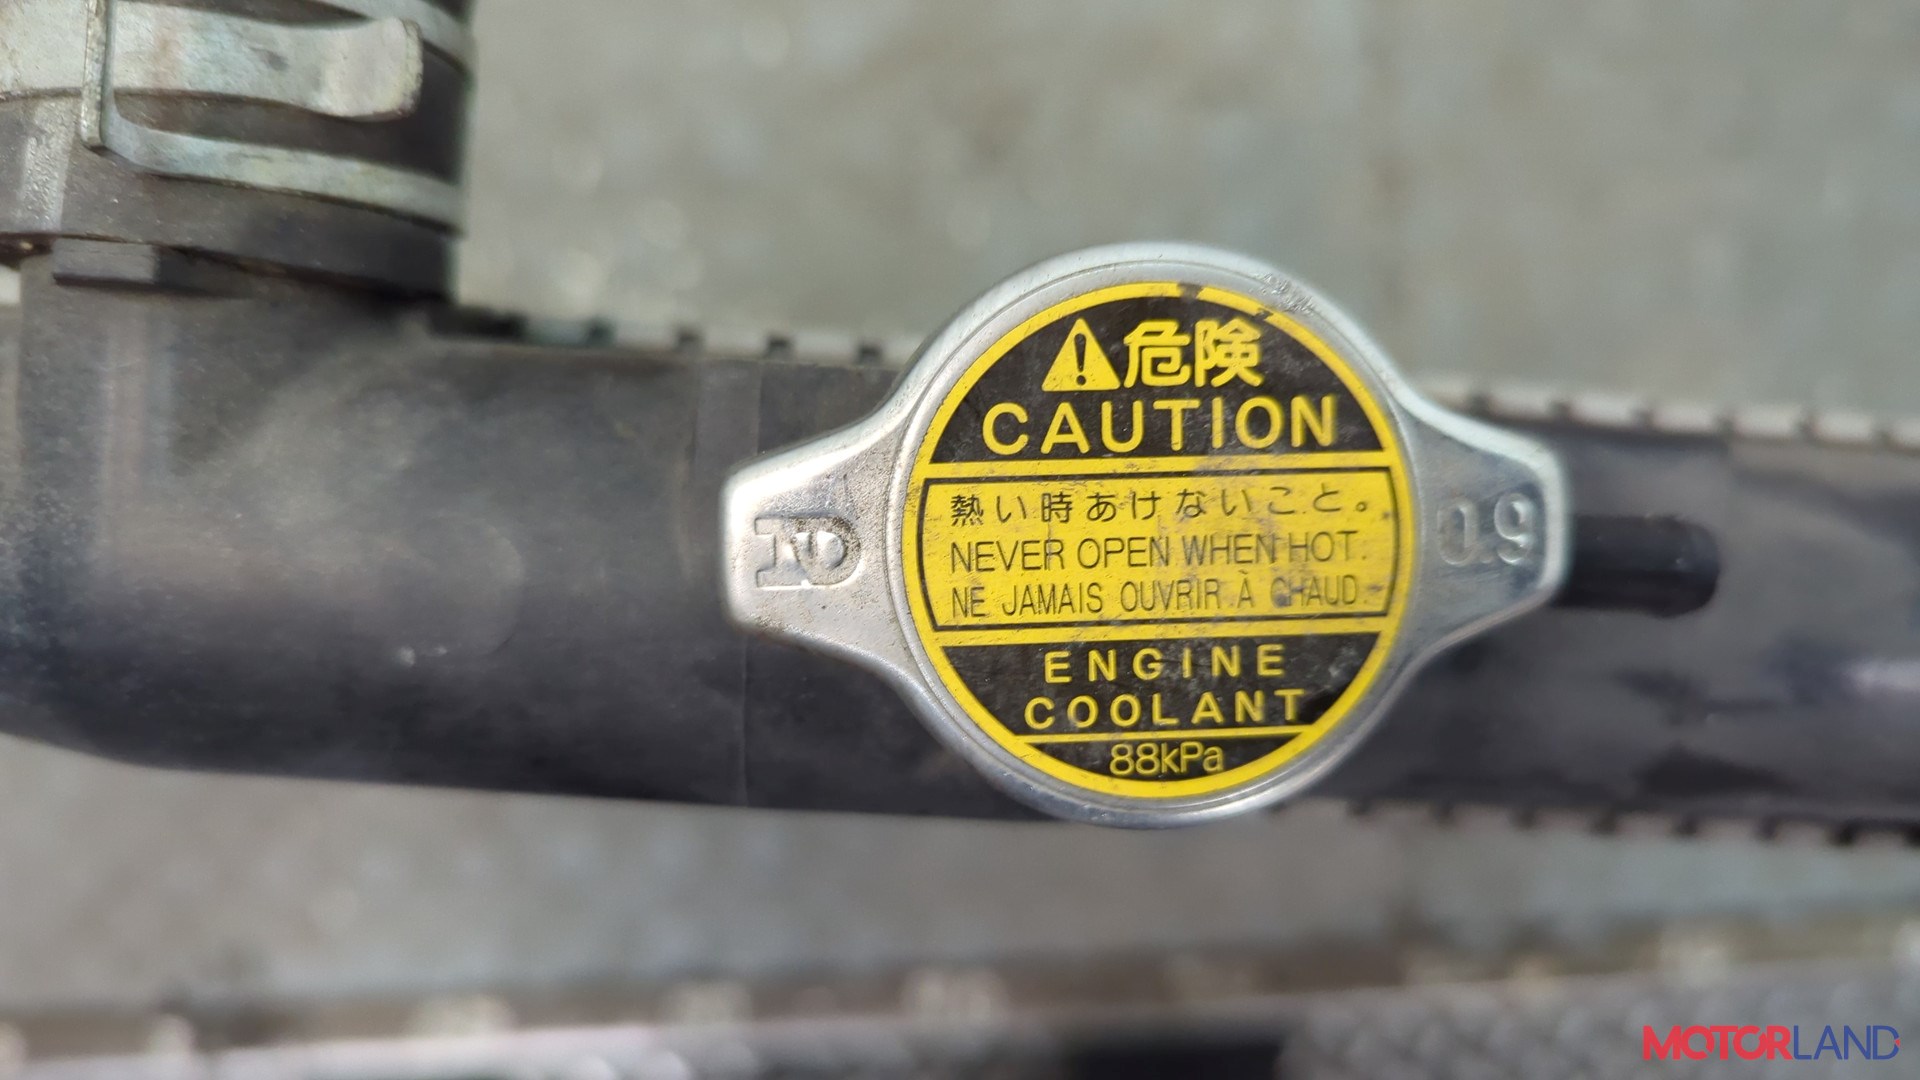 危険
CAUTION
熱い時あけないこと。
NEVER OPEN WHEN HOT.
NE JAMAIS OUVRIR À CHAUD.
ENGINE
COOLANT
88kPa
0.9
MOTORLAND